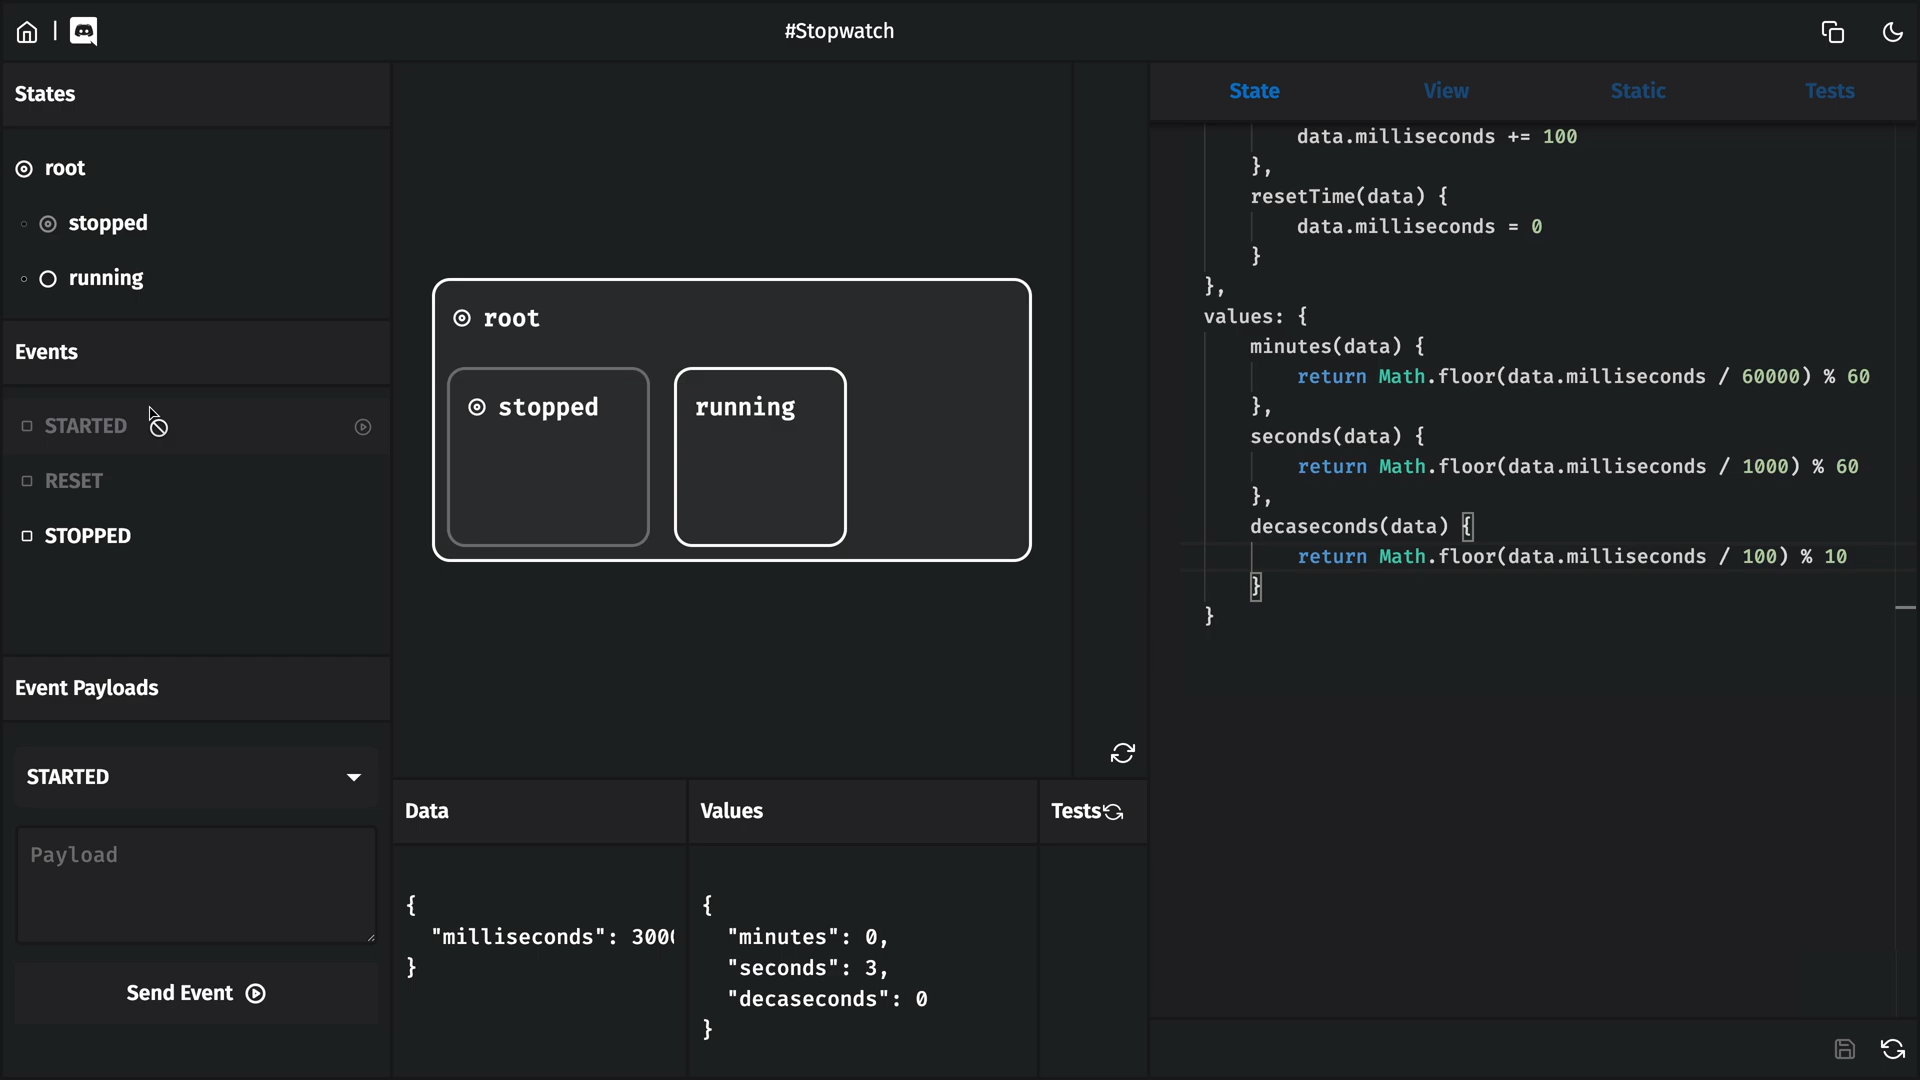 #Stopwatch
States
root
stopped
running
Events
STARTED
RESET
STOPPED
Event Payloads
STARTED
Payload
Send Event
root
stopped
running
Data
{
"milliseconds": 300
}
Values
{
"minutes": 0,
"seconds": 3,
"decaseconds": 0
}
Tests
State
View
Static
Tests
data.milliseconds += 100
},
resetTime(data) {
data.milliseconds = 0
}
},
values: {
minutes(data) {
return Math.floor(data.milliseconds / 60000) % 60
},
seconds(data) {
return Math.floor(data.milliseconds / 1000) % 60
},
decaseconds(data) {
return Math.floor(data.milliseconds / 100) % 10
}
}